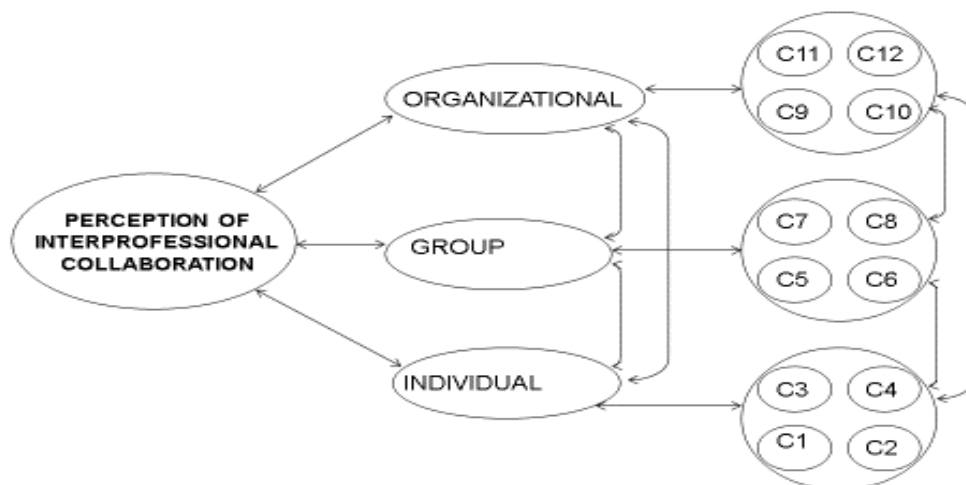 PERCEPTION OF
INTERPROFESSIONAL
COLLABORATION
ORGANIZATIONAL
GROUP
INDIVIDUAL
C11 C12
C9 C10
C7 C8
C5 C6
C3 C4
C1 C2